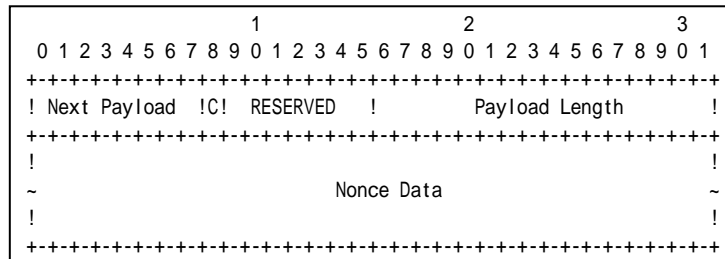 1                   2                   3
0 1 2 3 4 5 6 7 8 9 0 1 2 3 4 5 6 7 8 9 0 1 2 3 4 5 6 7 8 9 0 1
+-+-+-+-+-+-+-+-+-+-+-+-+-+-+-+-+-+-+-+-+-+-+-+-+-+-+-+-+-+-+-+-+
! Next Payload  !C!  RESERVED   !         Payload Length        !
+-+-+-+-+-+-+-+-+-+-+-+-+-+-+-+-+-+-+-+-+-+-+-+-+-+-+-+-+-+-+-+-+
!                                                               !
~                            Nonce Data                         ~
!                                                               !
+-+-+-+-+-+-+-+-+-+-+-+-+-+-+-+-+-+-+-+-+-+-+-+-+-+-+-+-+-+-+-+-+